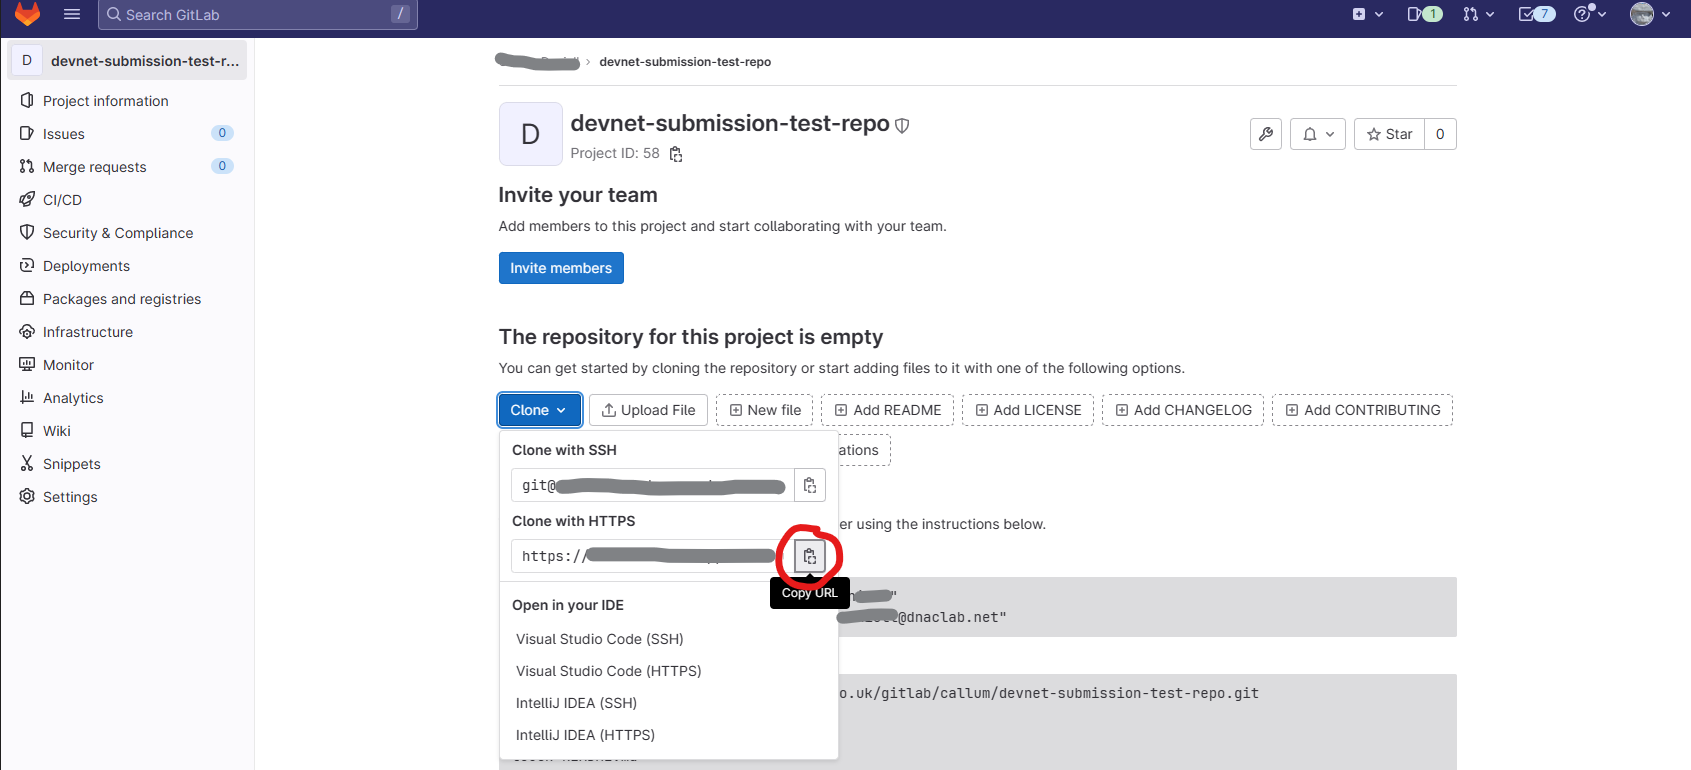 Search GitLab
/
1
7
D
devnet-submission-test-r...
Project information
Issues
0
Merge requests
0
CI/CD
Security & Compliance
Deployments
Packages and registries
Infrastructure
Monitor
Analytics
Wiki
Snippets
Settings
› devnet-submission-test-repo
D
devnet-submission-test-repo
Project ID: 58
Star
0
Invite your team
Add members to this project and start collaborating with your team.
Invite members
The repository for this project is empty
You can get started by cloning the repository or start adding files to it with one of the following options.
Clone
Upload File
New file
Add README
Add LICENSE
Add CHANGELOG
Add CONTRIBUTING
ations
Clone with SSH
git@
er using the instructions below.
Clone with HTTPS
https://
Copy URL
"
@dnaclab.net"
Open in your IDE
Visual Studio Code (SSH)
Visual Studio Code (HTTPS)
o.uk/gitlab/callum/devnet-submission-test-repo.git
IntelliJ IDEA (SSH)
IntelliJ IDEA (HTTPS)